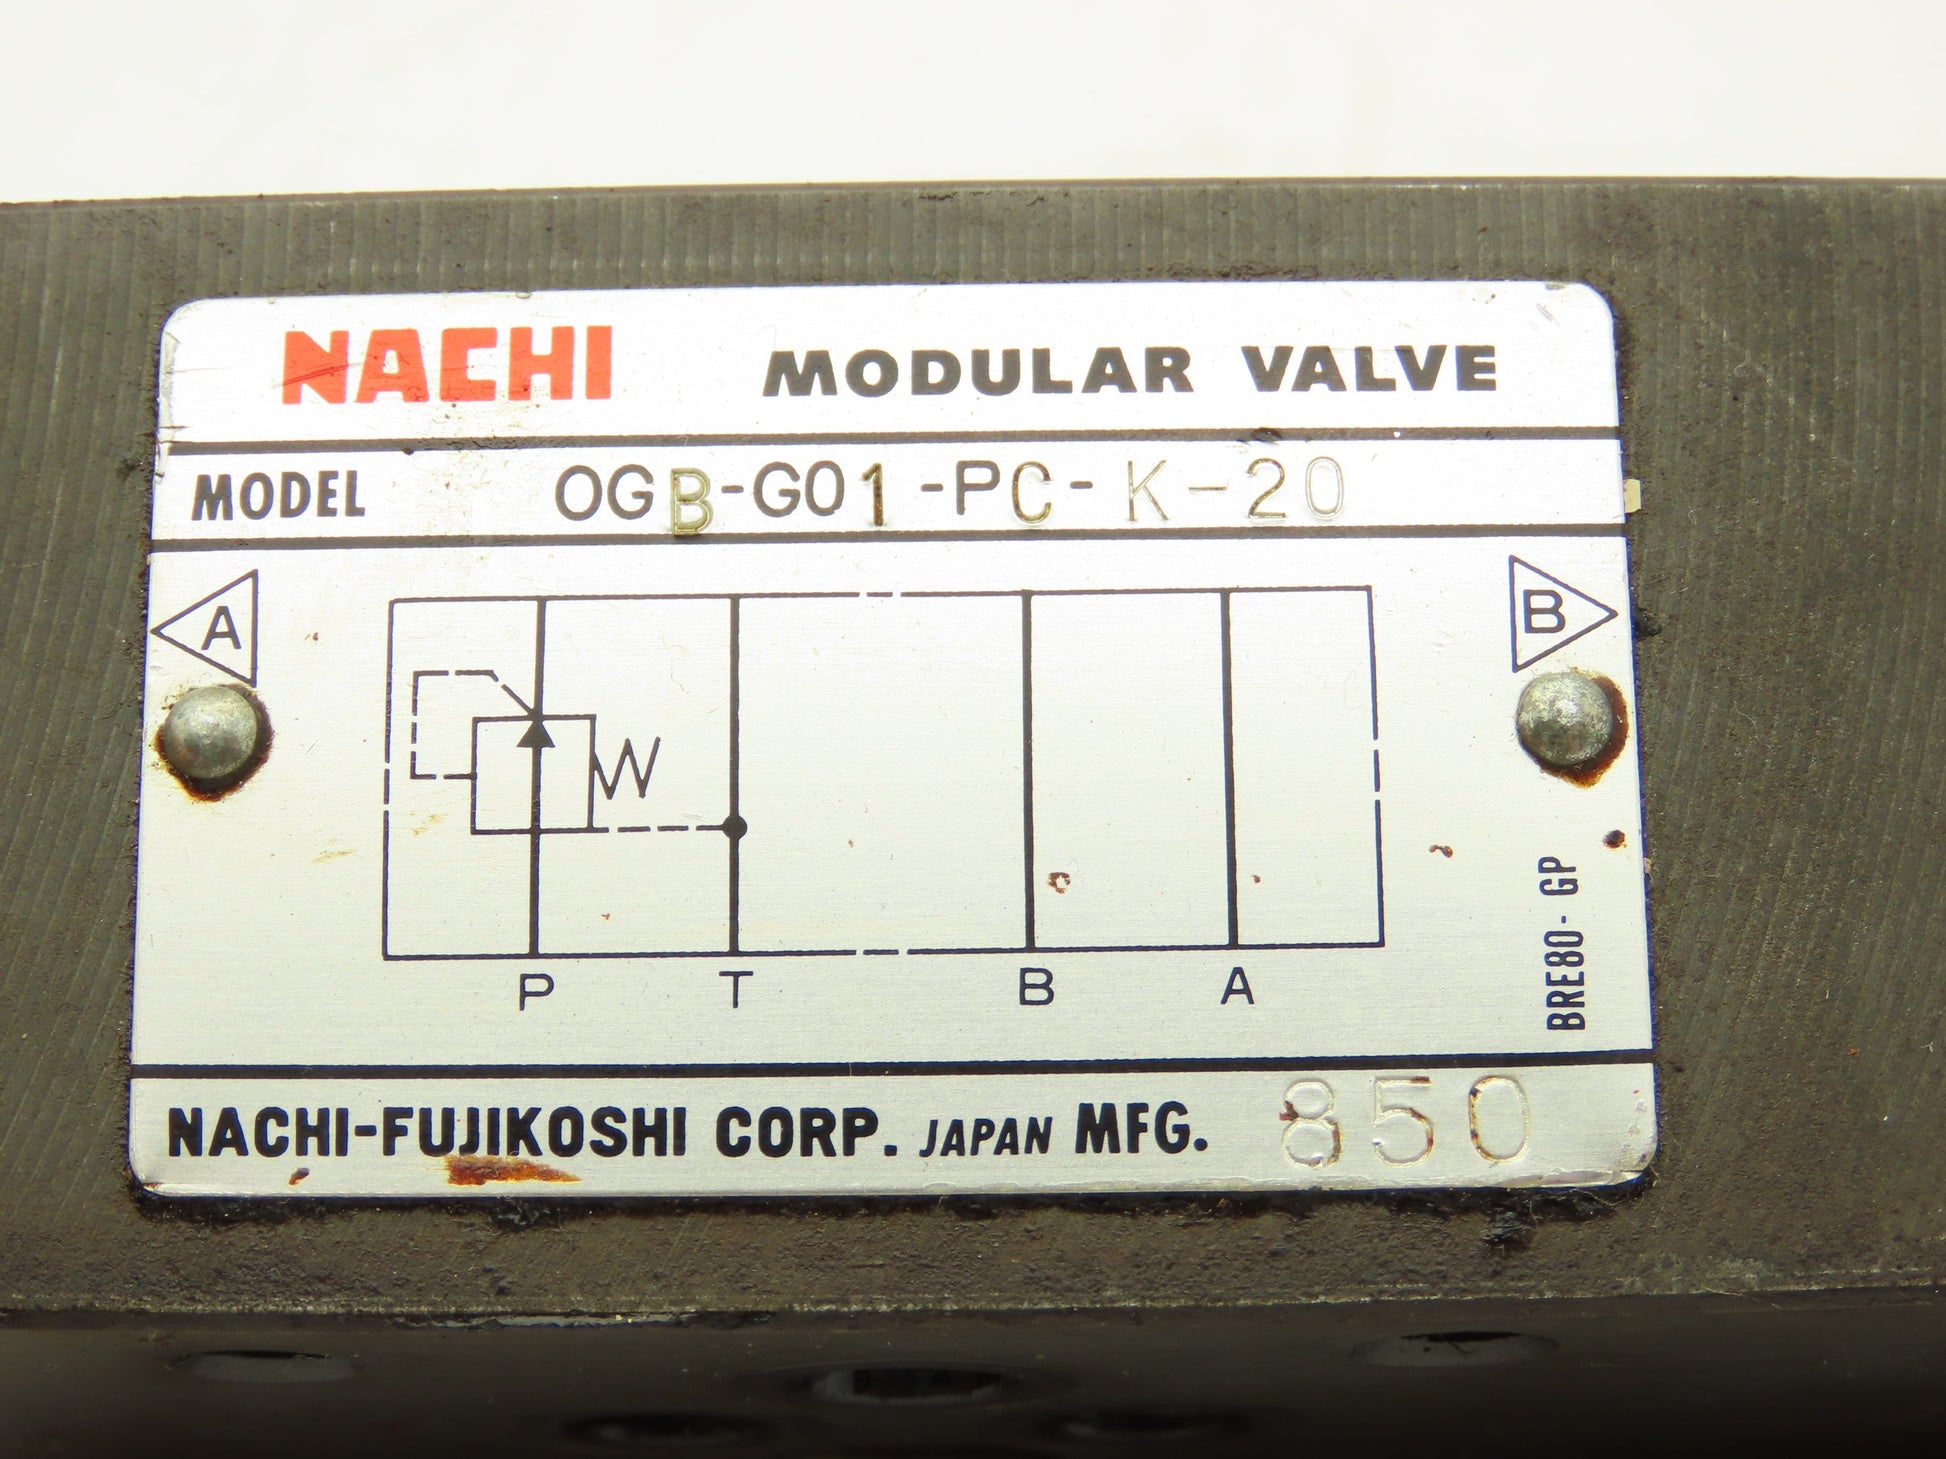 NACHI MODULAR VALVE
MODEL OGB-G01-PC-K-20
A B
P T B A
BRE80-GP
NACHI-FUJIKOSHI CORP. JAPAN MFG. 850